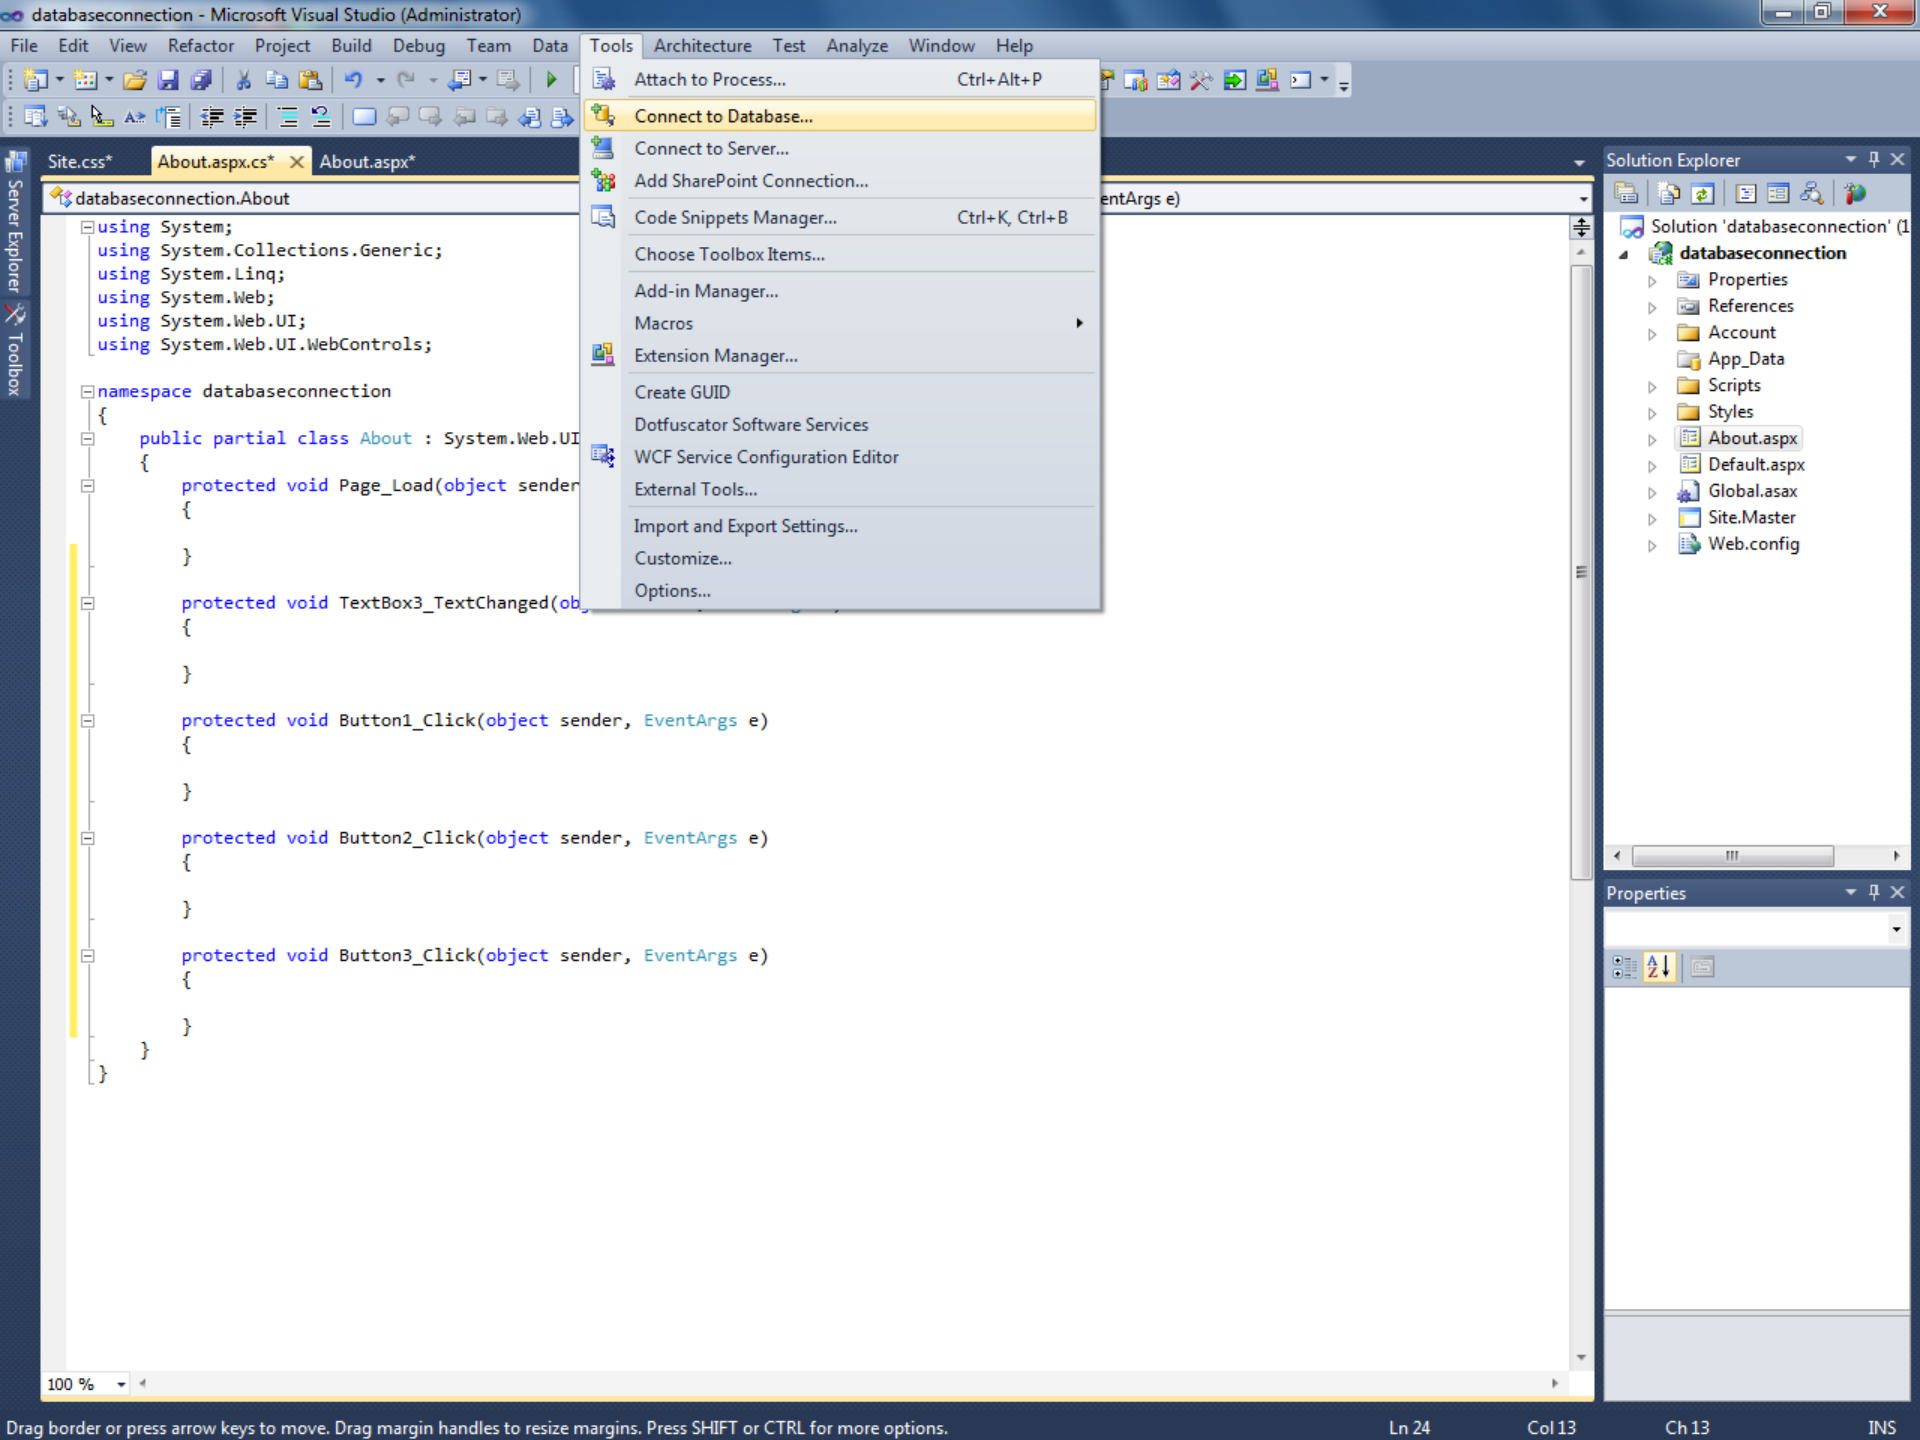 databaseconnection - Microsoft Visual Studio (Administrator)
File Edit View Refactor Project Build Debug Team Data Tools Architecture Test Analyze Window Help
Attach to Process... Ctrl+Alt+P
Connect to Database...
Connect to Server...
Add SharePoint Connection...
Code Snippets Manager... Ctrl+K, Ctrl+B
Choose Toolbox Items...
Add-in Manager...
Macros
Extension Manager...
Create GUID
Dotfuscator Software Services
WCF Service Configuration Editor
External Tools...
Import and Export Settings...
Customize...
Options...
Server Explorer
Toolbox
Site.css* About.aspx.cs* About.aspx*
databaseconnection.About
entArgs e)
using System;
using System.Collections.Generic;
using System.Linq;
using System.Web;
using System.Web.UI;
using System.Web.UI.WebControls;
namespace databaseconnection
{
public partial class About : System.Web.UI
{
protected void Page_Load(object sender
{
}
protected void TextBox3_TextChanged(ob
{
}
protected void Button1_Click(object sender, EventArgs e)
{
}
protected void Button2_Click(object sender, EventArgs e)
{
}
protected void Button3_Click(object sender, EventArgs e)
{
}
}
}
100 %
Solution Explorer
Solution 'databaseconnection' (1
databaseconnection
Properties
References
Account
App_Data
Scripts
Styles
About.aspx
Default.aspx
Global.asax
Site.Master
Web.config
Properties
Drag border or press arrow keys to move. Drag margin handles to resize margins. Press SHIFT or CTRL for more options. Ln 24 Col 13 Ch 13 INS